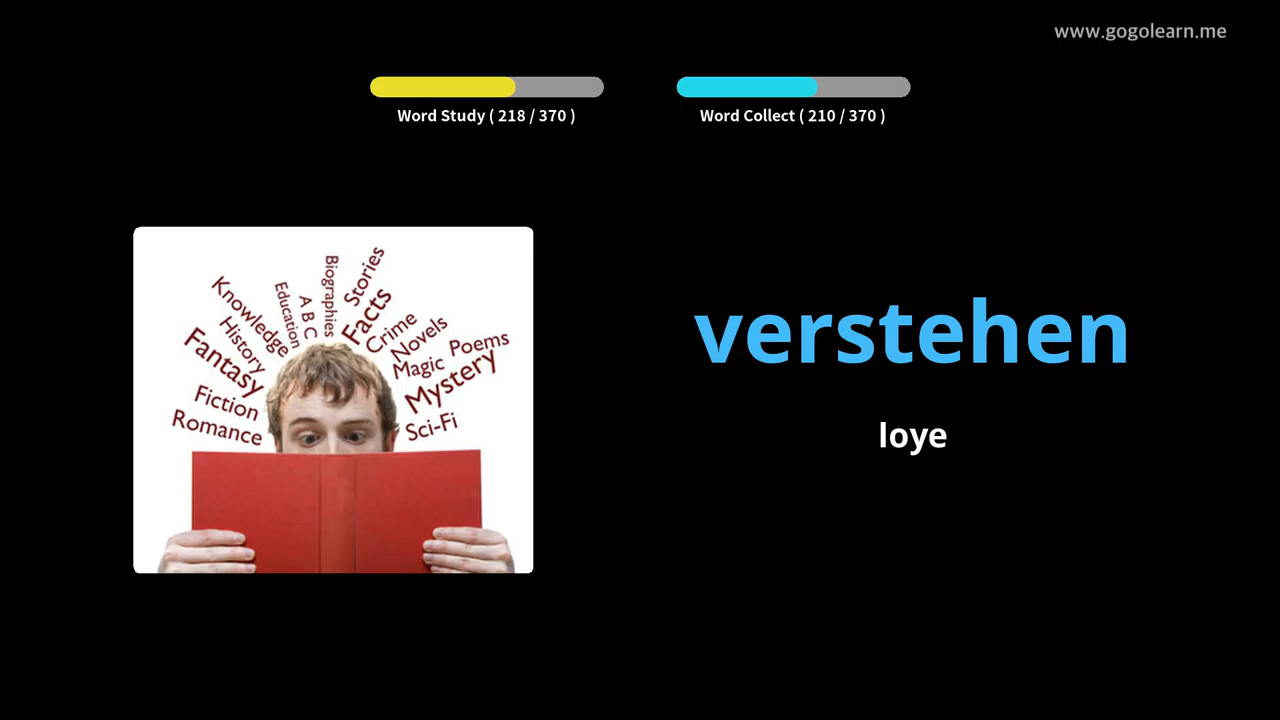 www.gogolearn.me
Word Study ( 218 / 370 )
Word Collect ( 210 / 370 )
Biographies
Stories
Education
A B C
Facts
Knowledge
Crime
History
Novels
Fantasy
Magic
Poems
Mystery
Fiction
Romance
Sci-Fi
verstehen
loye